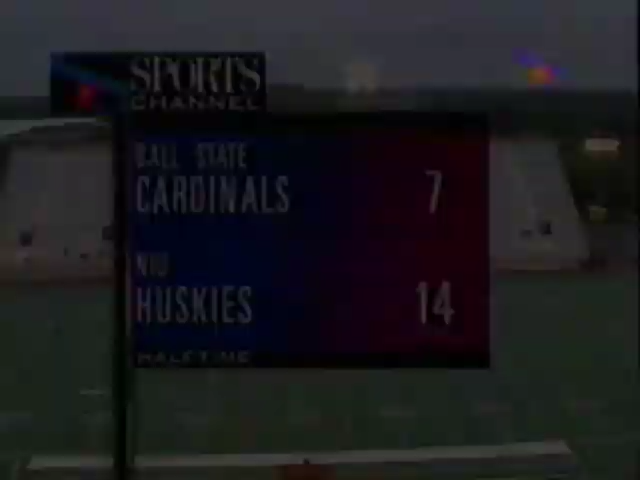 SPORTS
CHANNEL
BALL STATE
CARDINALS 7
NIU
HUSKIES 14
HALFTIME